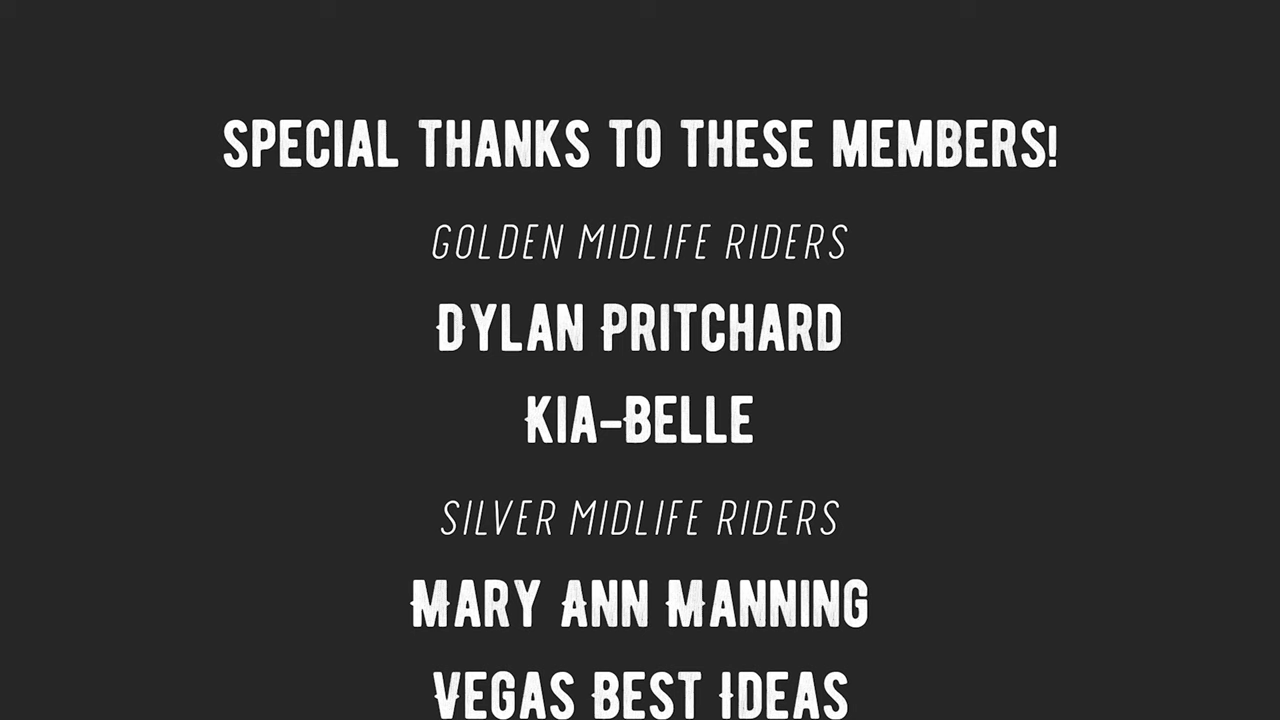 SPECIAL THANKS TO THESE MEMBERS!
GOLDEN MIDLIFE RIDERS
DYLAN PRITCHARD
KIA-BELLE
SILVER MIDLIFE RIDERS
MARY ANN MANNING
VEGAS BEST IDEAS